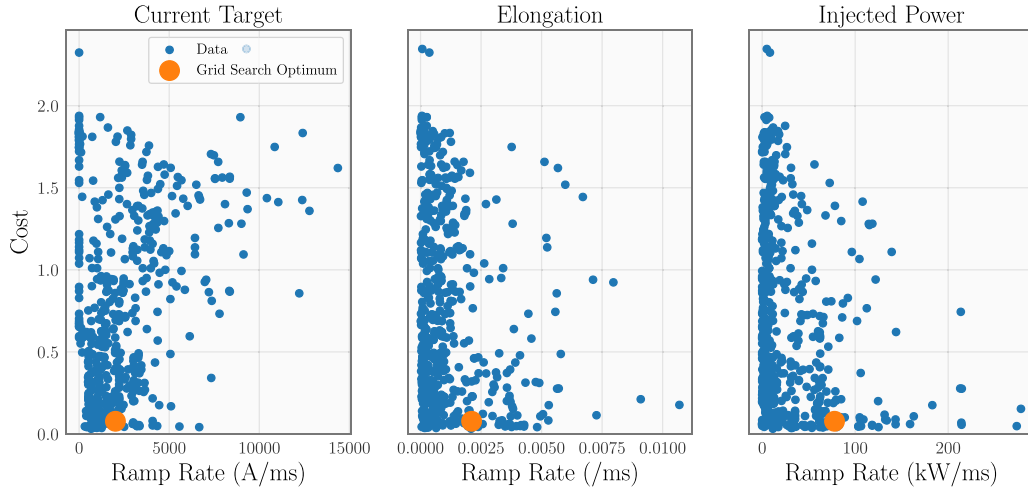 Current Target
Elongation
Injected Power
Data
Grid Search Optimum
Cost
2.0
1.5
1.0
0.5
0.0
0 5000 10000 15000
0.0000 0.0025 0.0050 0.0075 0.0100
0 100 200
Ramp Rate (A/ms)
Ramp Rate (/ms)
Ramp Rate (kW/ms)